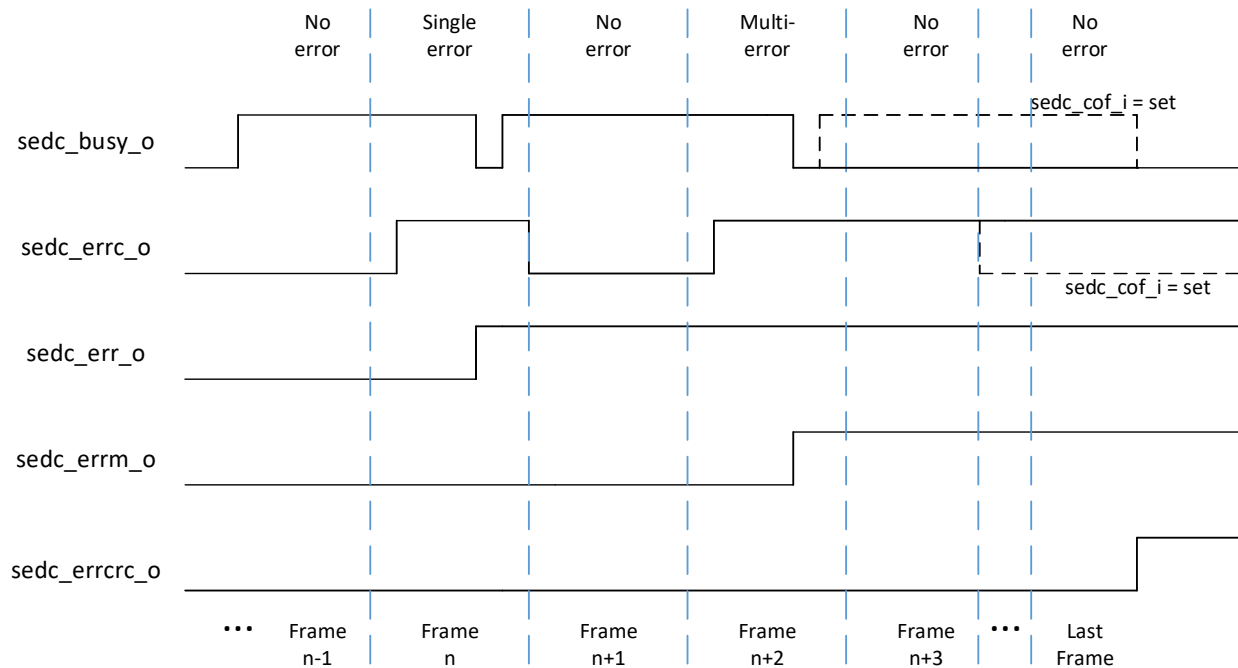 No
error
Single
error
No
error
Multi-
error
No
error
No
error
sedc_busy_o
sedc_cof_i = set
sedc_errc_o
sedc_cof_i = set
sedc_err_o
sedc_errm_o
sedc_errcrc_o
...
Frame
n-1
Frame
n
Frame
n+1
Frame
n+2
Frame
n+3
...
Last
Frame